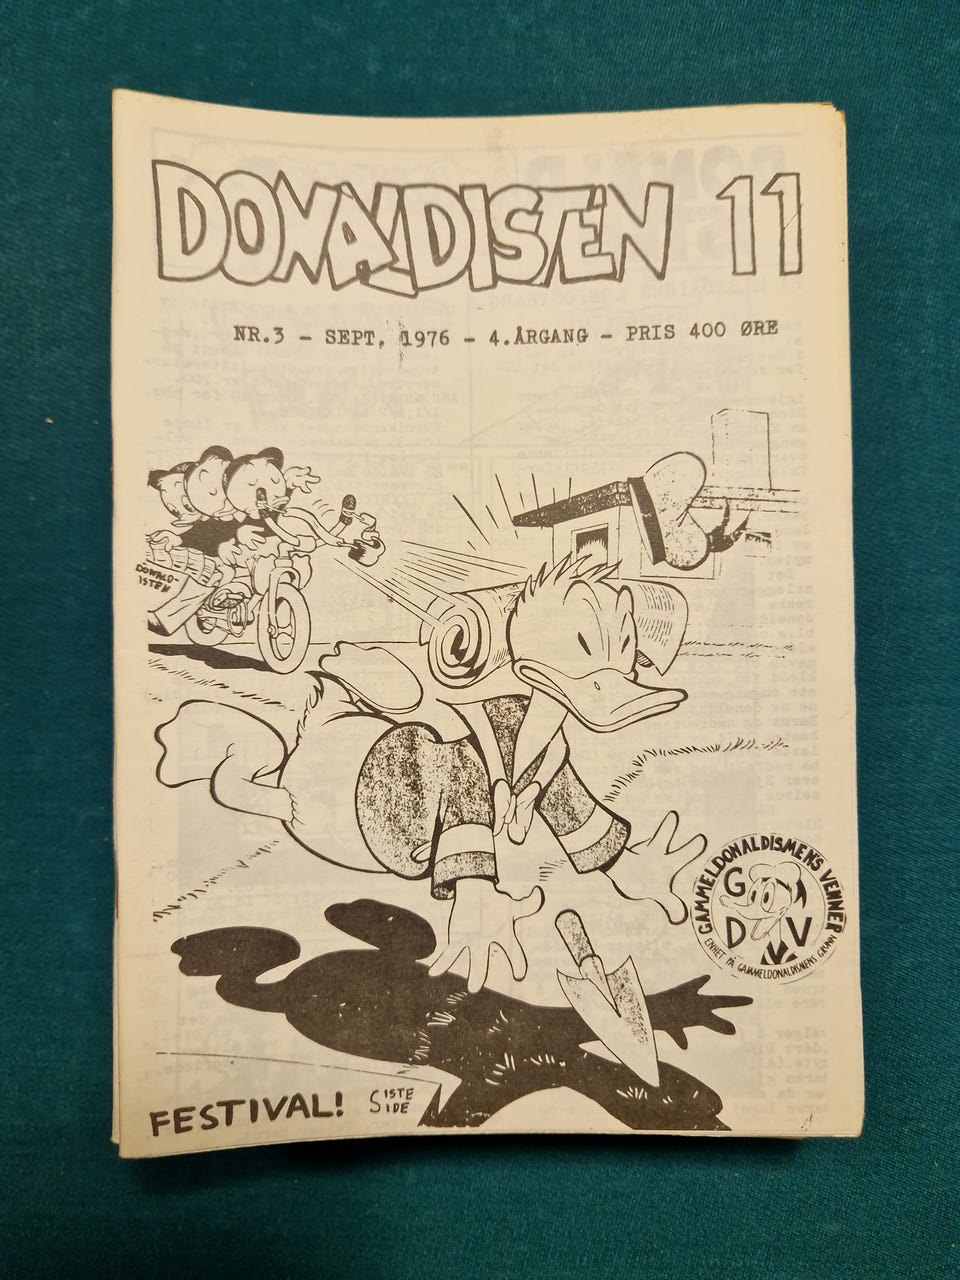 DONALDISTEN 11
NR.3 - SEPT. 1976 - 4.ÅRGANG - PRIS 400 ØRE
DONALD-
ISTEN
GAMMELDONALDISMENS VENNER
G
D V
ENHET PÅ GAMMELDONALDISMENS GRUNN
FESTIVAL! SISTE
SIDE